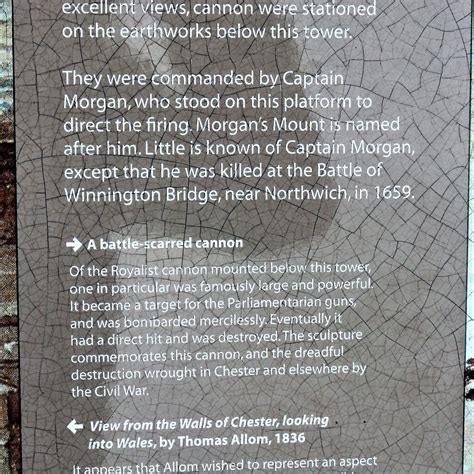 excellent views, cannon were stationed
on the earthworks below this tower.
They were commanded by Captain
Morgan, who stood on this platform to
direct the firing. Morgan's Mount is named
after him. Little is known of Captain Morgan,
except that he was killed at the Battle of
Winnington Bridge, near Northwich, in 1659.
→ A battle-scarred cannon
Of the Royalist cannon mounted below this tower,
one in particular was famously large and powerful.
It became a target for the Parliamentarian guns,
and was bombarded mercilessly. Eventually it
had a direct hit and was destroyed. The sculpture
commemorates this cannon, and the dreadful
destruction wrought in Chester and elsewhere by
the Civil War.
← View from the Walls of Chester, looking
into Wales, by Thomas Allom, 1836
It appears that Allom wished to represent an aspect